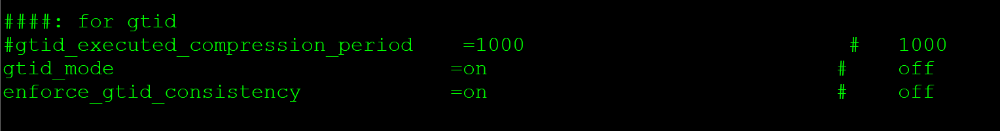 ####: for gtid
#gtid_executed_compression_period    =1000                          #   1000
gtid_mode                           =on                            #    off
enforce_gtid_consistency            =on                            #    off